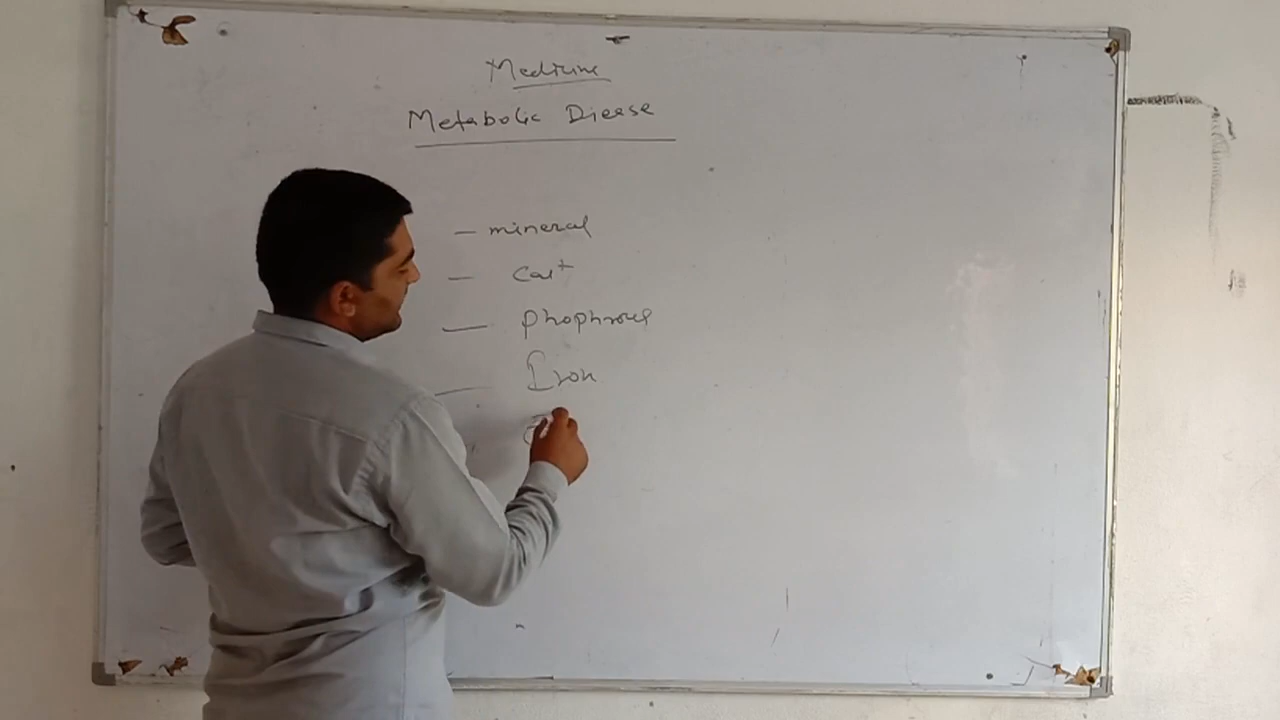 Medicine
Metabolic Diease
— mineral
— Ca++
— phophrous
— Iron